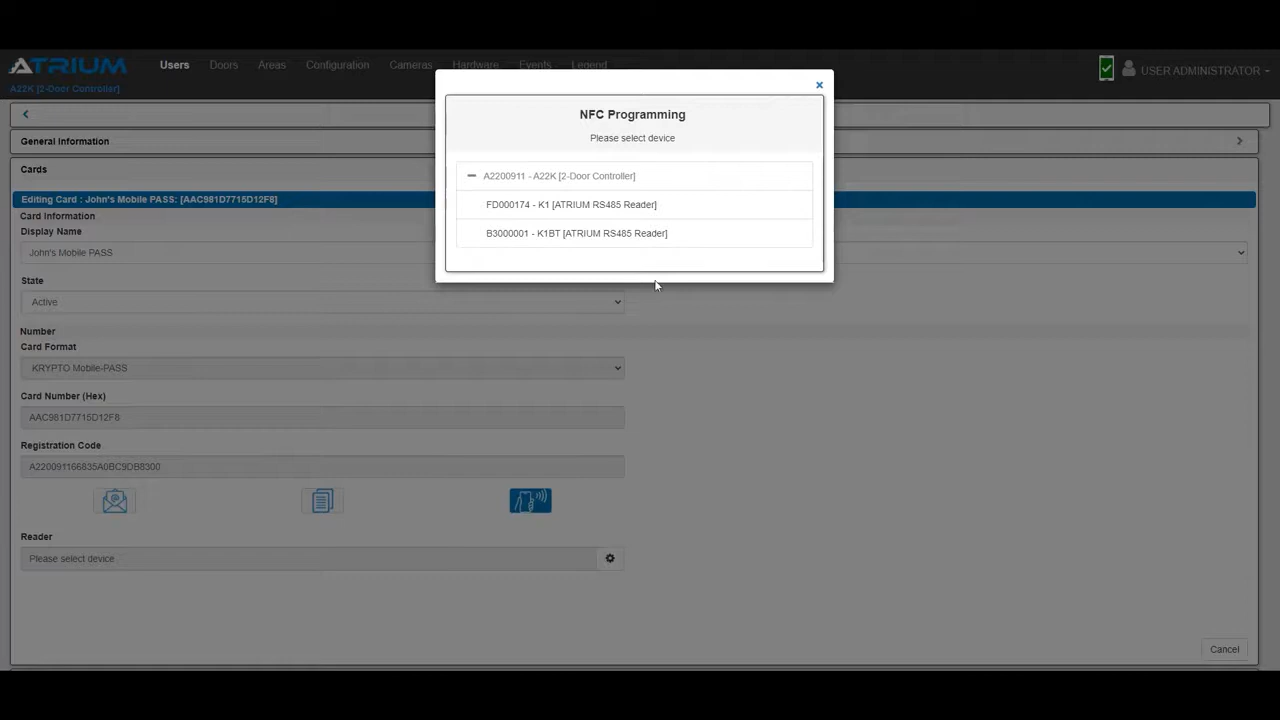 ATRIUM
Users Doors Areas Configuration Cameras Hardware Events Legend
USER ADMINISTRATOR
A22K [2-Door Controller]
NFC Programming
Please select device
A2200911 - A22K [2-Door Controller]
FD000174 - K1 [ATRIUM RS485 Reader]
B3000001 - K1BT [ATRIUM RS485 Reader]
General Information
Cards
Editing Card : John's Mobile PASS: [AAC981D7715D12F8]
Card Information
Display Name
John's Mobile PASS
State
Active
Number
Card Format
KRYPTO Mobile-PASS
Card Number (Hex)
AAC981D7715D12F8
Registration Code
A220091166835A0BC9DB8300
Reader
Please select device
Cancel